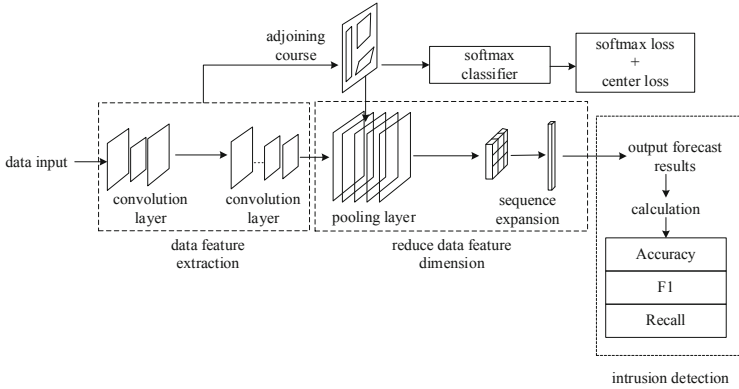 adjoining
course
softmax
classifier
softmax loss
+
center loss
data input
convolution
layer
convolution
layer
pooling layer
sequence
expansion
data feature
extraction
reduce data feature
dimension
output forecast
results
calculation
Accuracy
F1
Recall
intrusion detection